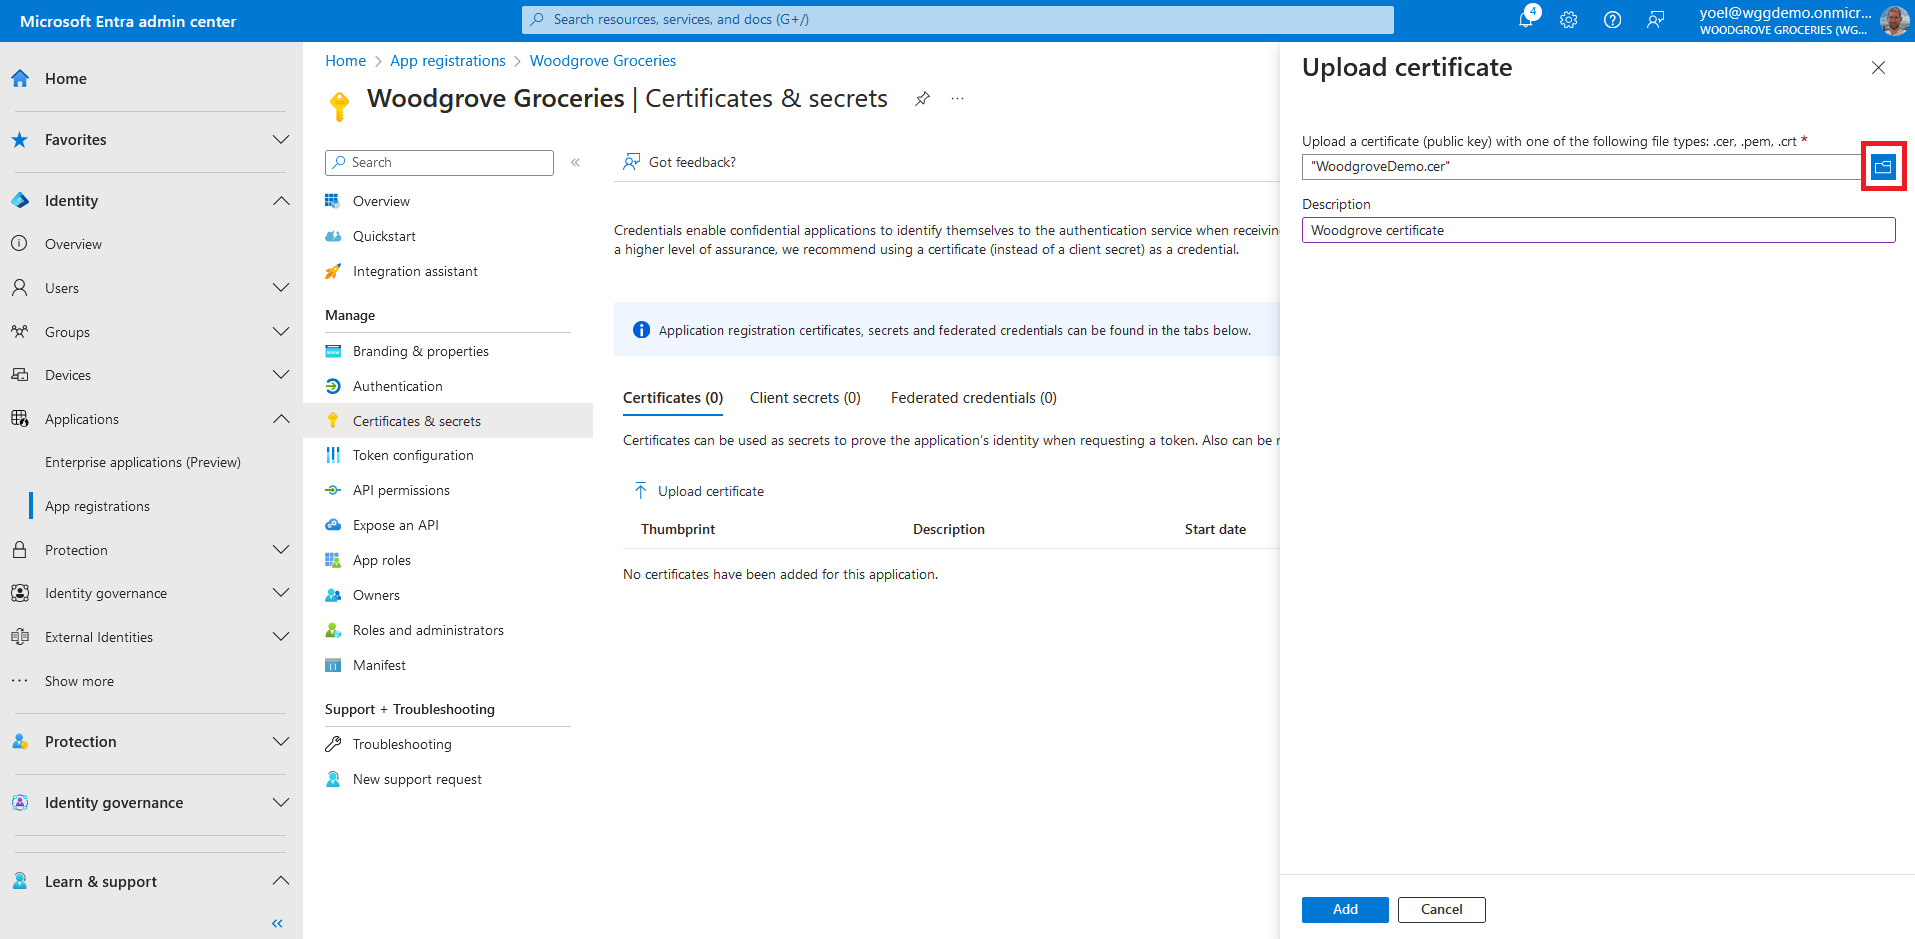 Microsoft Entra admin center
Search resources, services, and docs (G+/)
4
yoel@wggdemo.onmicr...
WOODGROVE GROCERIES (WG...
Home
Favorites
Identity
Overview
Users
Groups
Devices
Applications
Enterprise applications (Preview)
App registrations
Protection
Identity governance
External Identities
Show more
Protection
Identity governance
Learn & support
Home > App registrations > Woodgrove Groceries
Woodgrove Groceries | Certificates & secrets
Search
Overview
Quickstart
Integration assistant
Manage
Branding & properties
Authentication
Certificates & secrets
Token configuration
API permissions
Expose an API
App roles
Owners
Roles and administrators
Manifest
Support + Troubleshooting
Troubleshooting
New support request
Got feedback?
Credentials enable confidential applications to identify themselves to the authentication service when receivin
a higher level of assurance, we recommend using a certificate (instead of a client secret) as a credential.
Application registration certificates, secrets and federated credentials can be found in the tabs below.
Certificates (0) Client secrets (0) Federated credentials (0)
Certificates can be used as secrets to prove the application's identity when requesting a token. Also can be r
Upload certificate
Thumbprint Description Start date
No certificates have been added for this application.
Upload certificate
Upload a certificate (public key) with one of the following file types: .cer, .pem, .crt *
"WoodgroveDemo.cer"
Description
Woodgrove certificate
Add Cancel